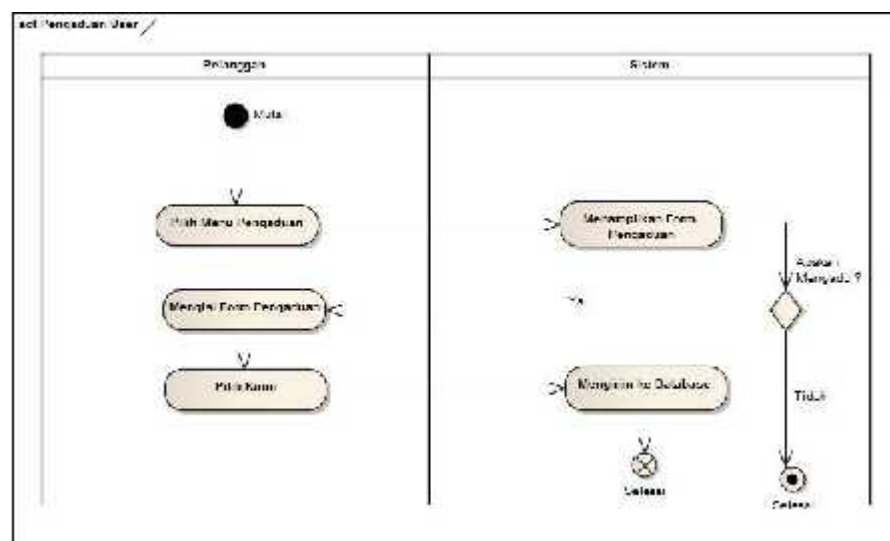 act Pengaduan User
Pelanggan
Sistem
Mulai
Pilih Menu Pengaduan
Menampilkan Form
Pengaduan
Apakah
Mengadu ?
Mengisi Form Pengaduan
Ya
Pilih Kirim
Mengirim ke Database
Tidak
Selesai
Selesai